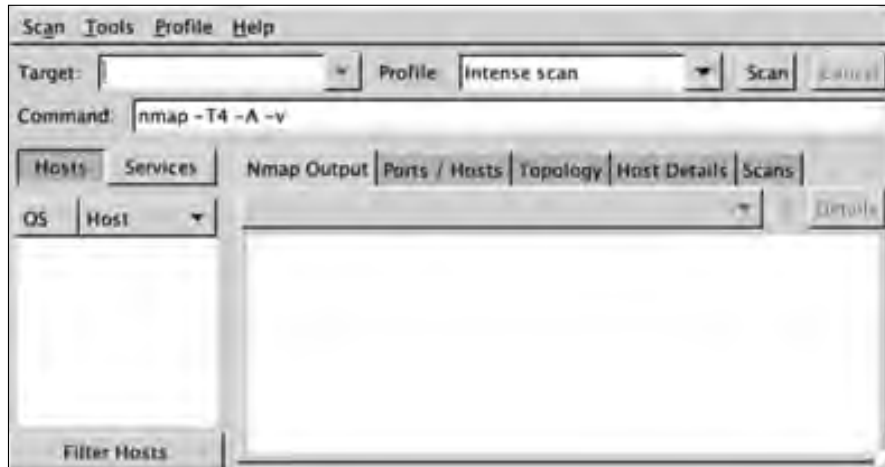 Scan Tools Profile Help
Target: Profile Intense scan Scan Cancel
Command: nmap -T4 -A -v
Hosts Services Nmap Output Ports / Hosts Topology Host Details Scans
OS Host Details
Filter Hosts